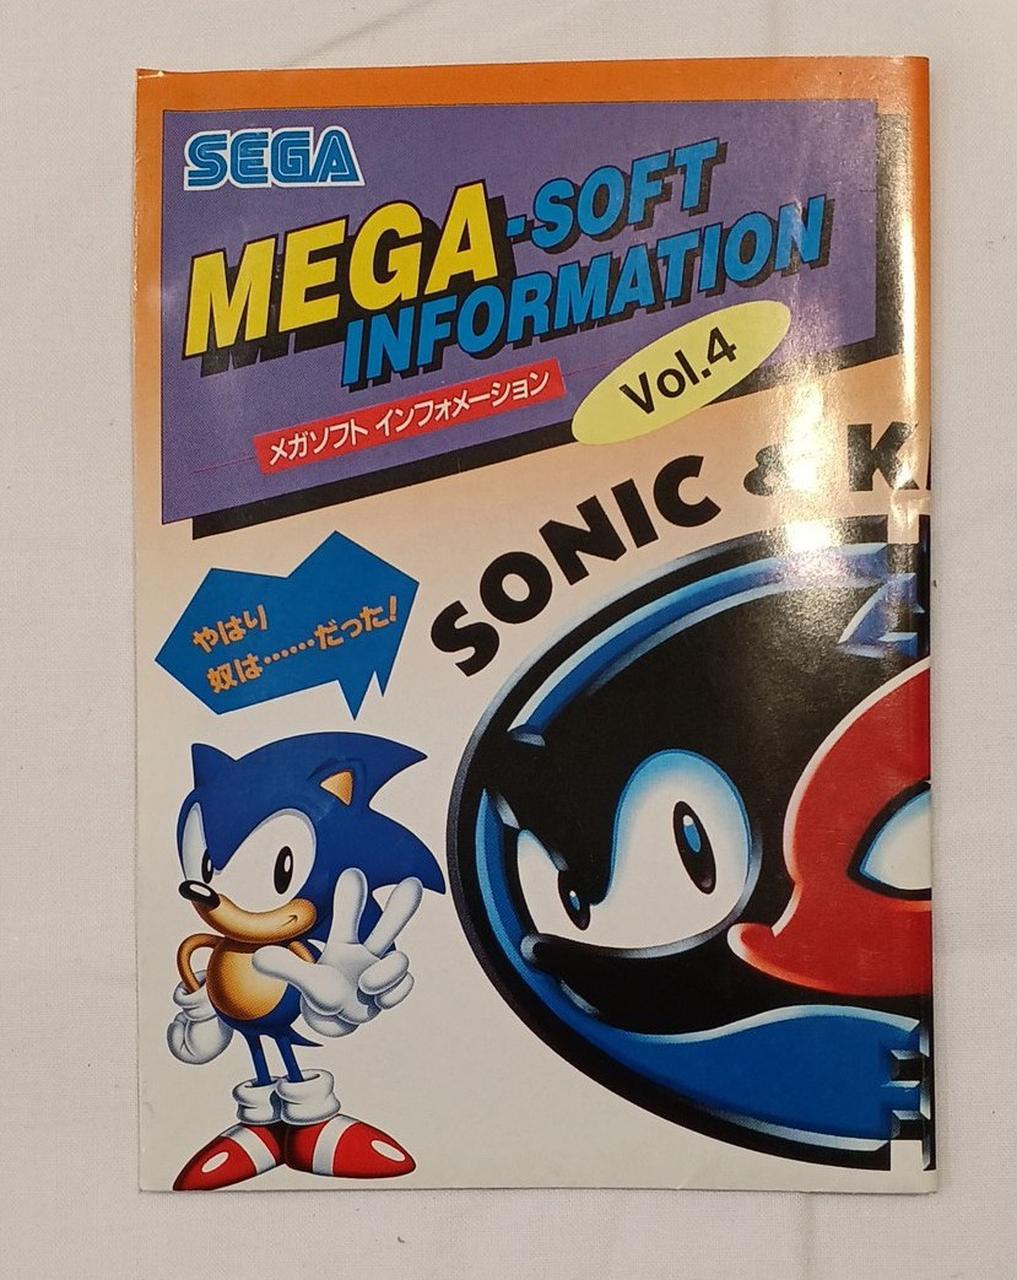 SEGA
MEGA-SOFT
INFORMATION
メガソフト インフォメーション
Vol.4
SONIC & K
やはり
奴は……だった!